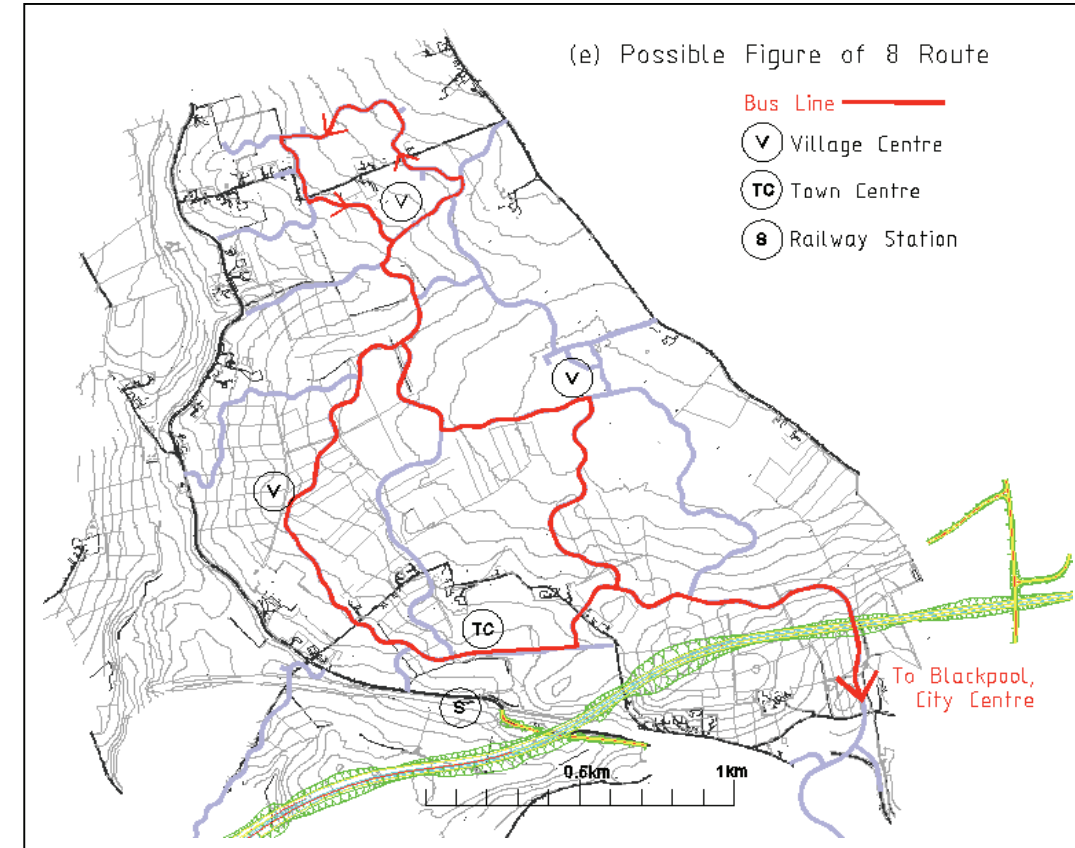 (e) Possible Figure of 8 Route
Bus Line
V Village Centre
TC Town Centre
S Railway Station
V
V
V
TC
S
To Blackpool,
City Centre
0.5km
1km